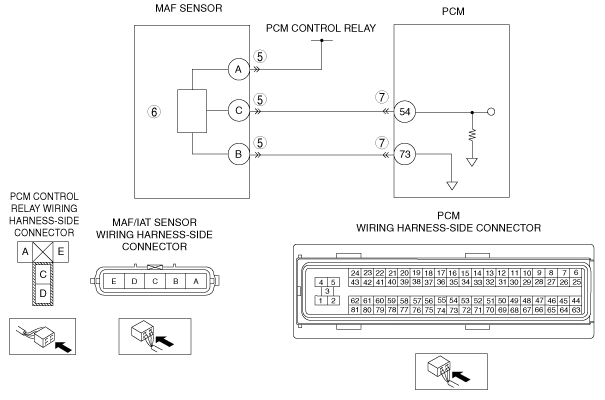 MAF SENSOR
PCM CONTROL RELAY
PCM
A
5
C
5
7
54
6
B
5
7
73
PCM CONTROL
RELAY WIRING
HARNESS-SIDE
CONNECTOR
A E
C
D
MAF/IAT SENSOR
WIRING HARNESS-SIDE
CONNECTOR
E D C B A
PCM
WIRING HARNESS-SIDE CONNECTOR
4 5
3
1 2
24 23 22 21 20 19 18 17 16 15 14 13 12 11 10 9 8 7 6
43 42 41 40 39 38 37 36 35 34 33 32 31 30 29 28 27 26 25
62 61 60 59 58 57 56 55 54 53 52 51 50 49 48 47 46 45 44
81 80 79 78 77 76 75 74 73 72 71 70 69 68 67 66 65 64 63